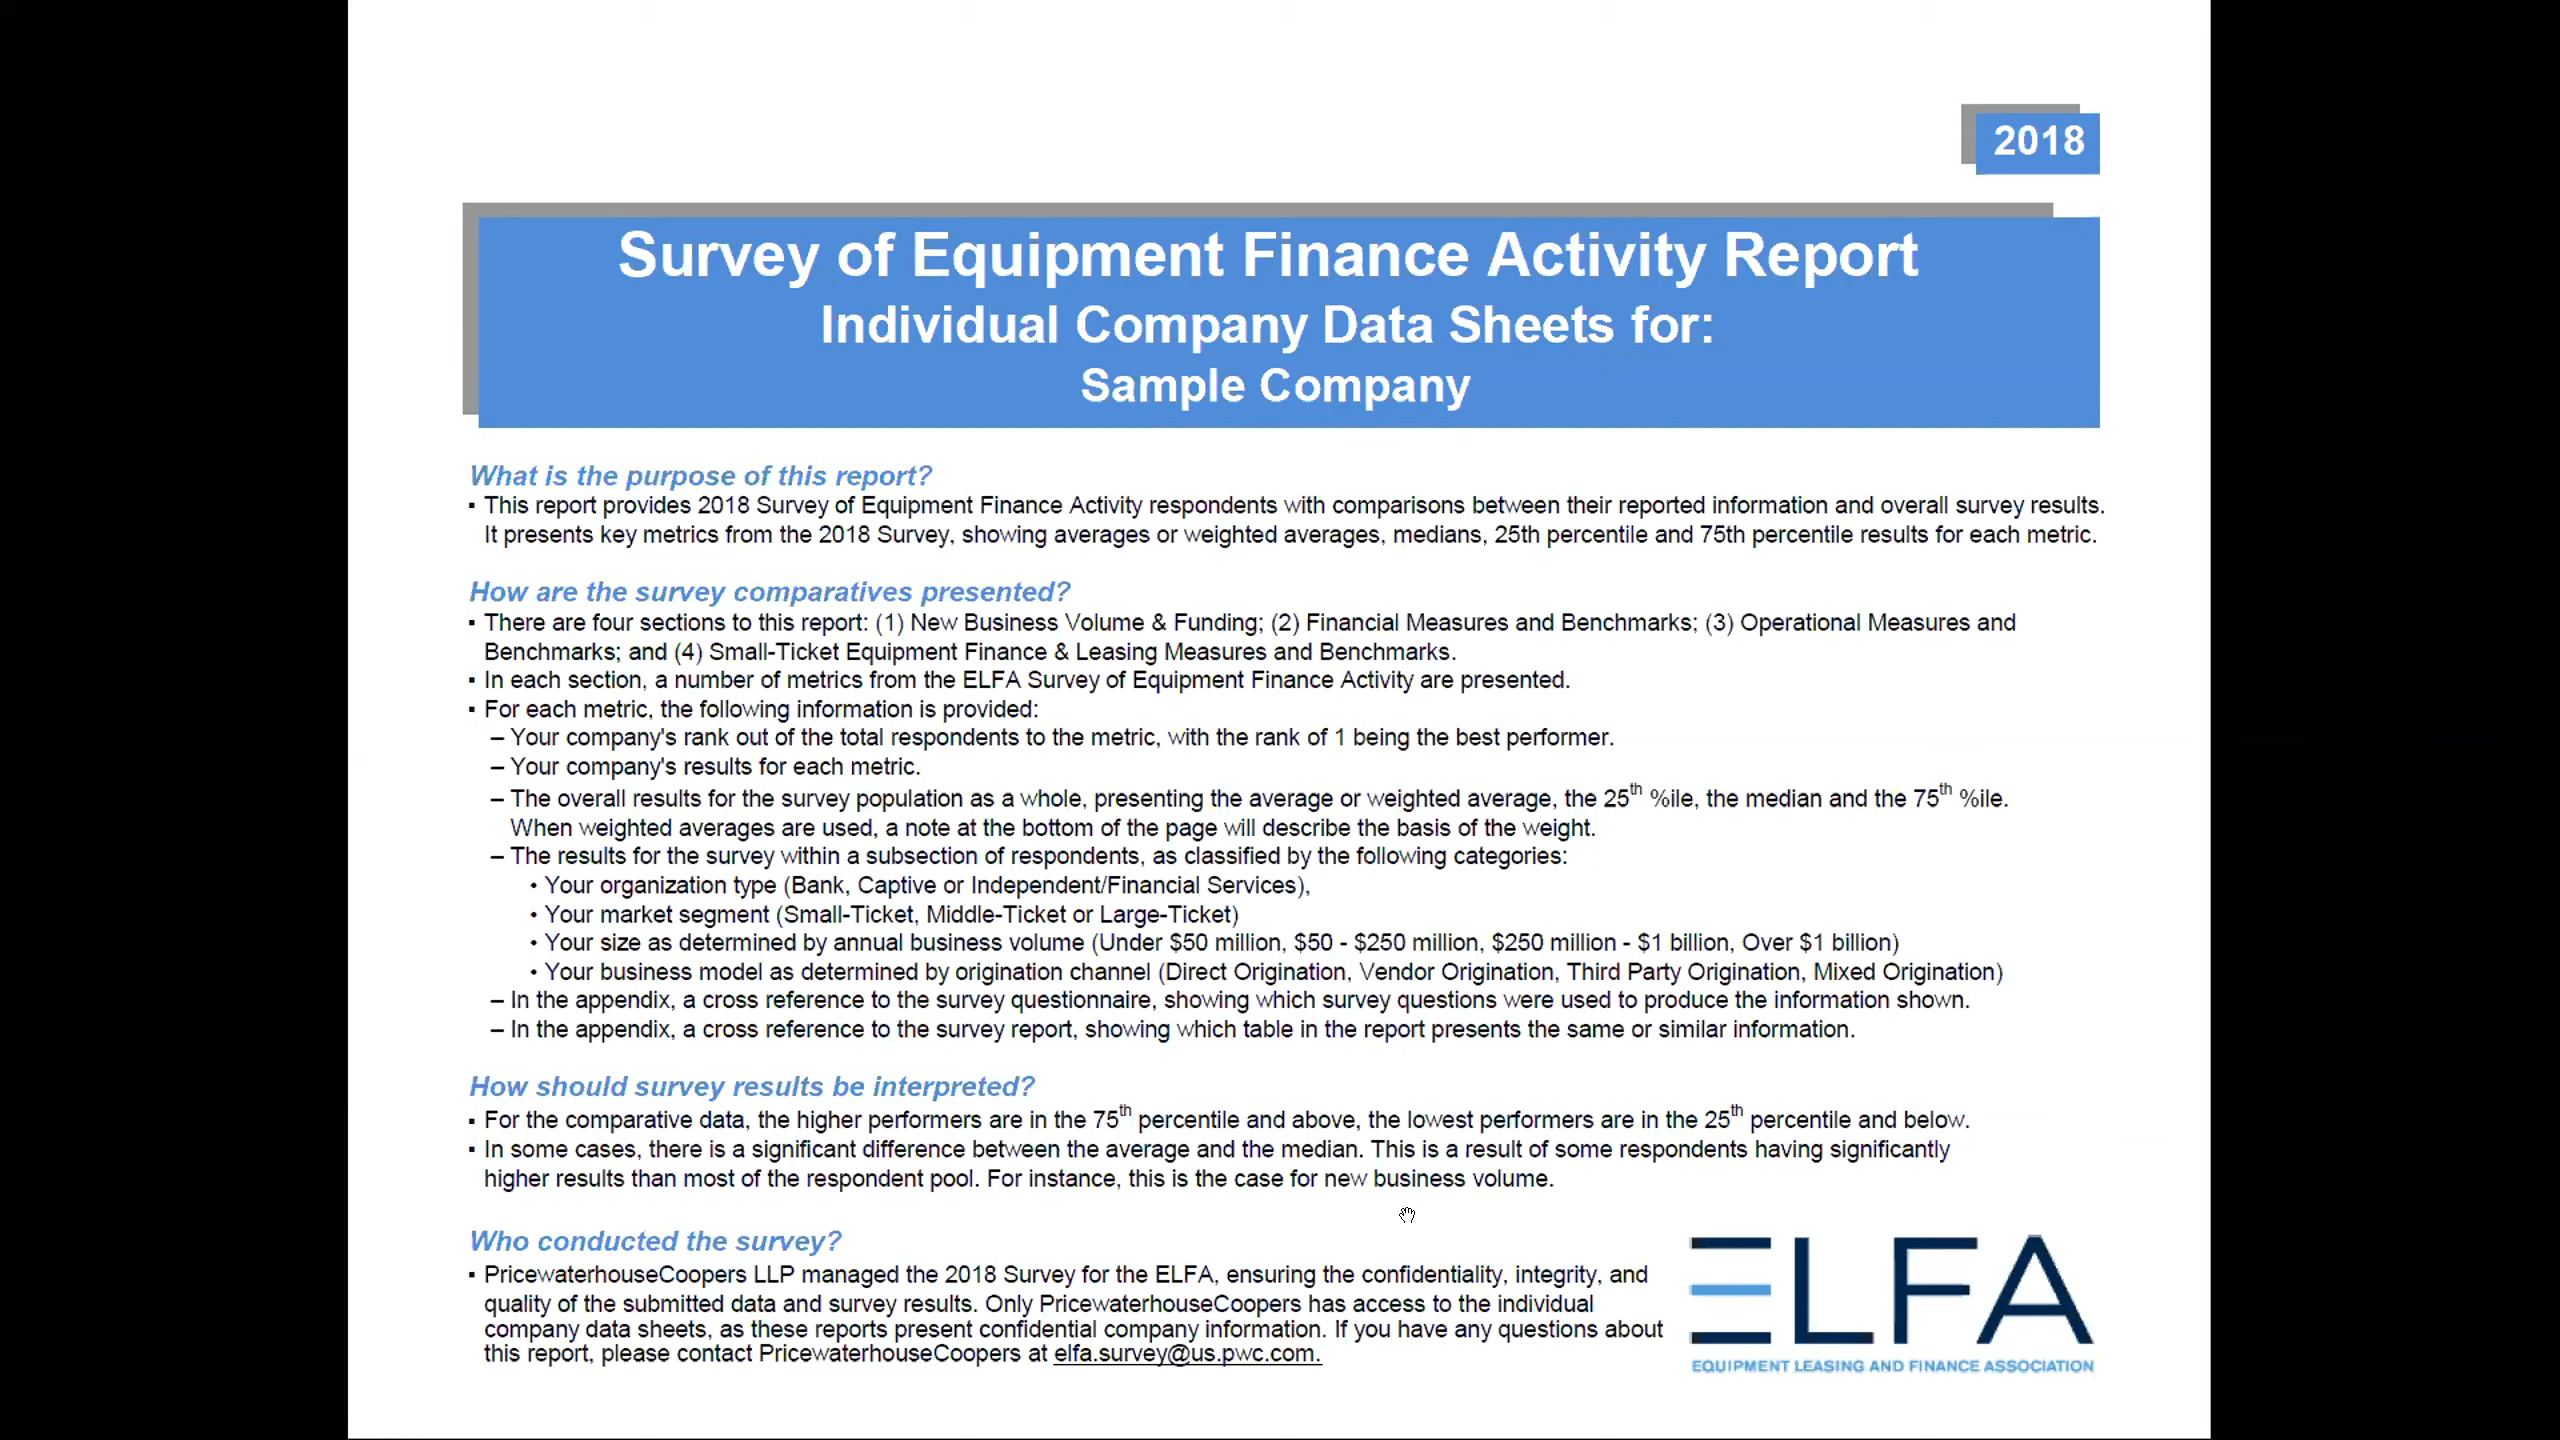 2018
Survey of Equipment Finance Activity Report
Individual Company Data Sheets for:
Sample Company
What is the purpose of this report?
▪ This report provides 2018 Survey of Equipment Finance Activity respondents with comparisons between their reported information and overall survey results.
It presents key metrics from the 2018 Survey, showing averages or weighted averages, medians, 25th percentile and 75th percentile results for each metric.
How are the survey comparatives presented?
▪ There are four sections to this report: (1) New Business Volume & Funding; (2) Financial Measures and Benchmarks; (3) Operational Measures and
Benchmarks; and (4) Small-Ticket Equipment Finance & Leasing Measures and Benchmarks.
▪ In each section, a number of metrics from the ELFA Survey of Equipment Finance Activity are presented.
▪ For each metric, the following information is provided:
– Your company's rank out of the total respondents to the metric, with the rank of 1 being the best performer.
– Your company's results for each metric.
– The overall results for the survey population as a whole, presenting the average or weighted average, the 25th %ile, the median and the 75th %ile.
When weighted averages are used, a note at the bottom of the page will describe the basis of the weight.
– The results for the survey within a subsection of respondents, as classified by the following categories:
• Your organization type (Bank, Captive or Independent/Financial Services),
• Your market segment (Small-Ticket, Middle-Ticket or Large-Ticket)
• Your size as determined by annual business volume (Under $50 million, $50 - $250 million, $250 million - $1 billion, Over $1 billion)
• Your business model as determined by origination channel (Direct Origination, Vendor Origination, Third Party Origination, Mixed Origination)
– In the appendix, a cross reference to the survey questionnaire, showing which survey questions were used to produce the information shown.
– In the appendix, a cross reference to the survey report, showing which table in the report presents the same or similar information.
How should survey results be interpreted?
▪ For the comparative data, the higher performers are in the 75th percentile and above, the lowest performers are in the 25th percentile and below.
▪ In some cases, there is a significant difference between the average and the median. This is a result of some respondents having significantly
higher results than most of the respondent pool. For instance, this is the case for new business volume.
Who conducted the survey?
▪ PricewaterhouseCoopers LLP managed the 2018 Survey for the ELFA, ensuring the confidentiality, integrity, and
quality of the submitted data and survey results. Only PricewaterhouseCoopers has access to the individual
company data sheets, as these reports present confidential company information. If you have any questions about
this report, please contact PricewaterhouseCoopers at elfa.survey@us.pwc.com.
ELFA
EQUIPMENT LEASING AND FINANCE ASSOCIATION